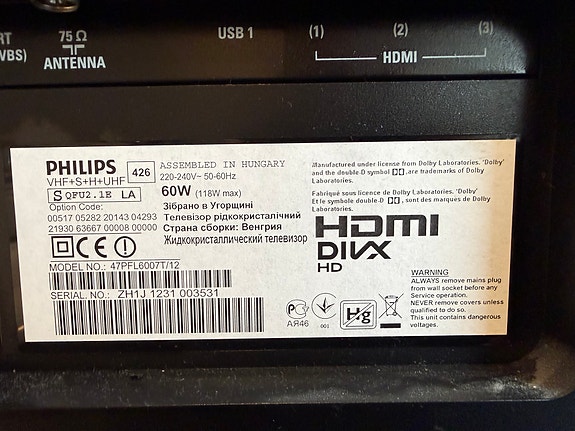 RT
VBS)
75 Ω
ANTENNA
USB 1
(1) (2) (3)
HDMI
PHILIPS
426
VHF+S+H+UHF
S QFU2.1E LA
Option Code:
00517 05282 20143 04293
21930 63667 00008 00000
CE
ASSEMBLED IN HUNGARY
220-240V~ 50-60Hz
60W (118W max)
Зібрано в Угорщині
Телевізор рідкокристалічний
Страна сборки: Венгрия
Жидкокристаллический телевизор
MODEL NO.: 47PFL6007T/12
SERIAL NO.: ZH1J 1231 003531
Manufactured under license from Dolby Laboratories. 'Dolby'
and the double-D symbol are trademarks of Dolby
Laboratories.
Fabriqué sous licence de Dolby Laboratories. 'Dolby'
Et le symbole double-D , sont des marques de Dolby
Laboratories.
HDMI
DIVX
HD
PG
АЯ46
001
Hg
WARNING
ALWAYS remove mains plug
from wall socket before any
Service operation.
NEVER remove covers unless
qualified to do so.
This unit contains dangerous
voltages.